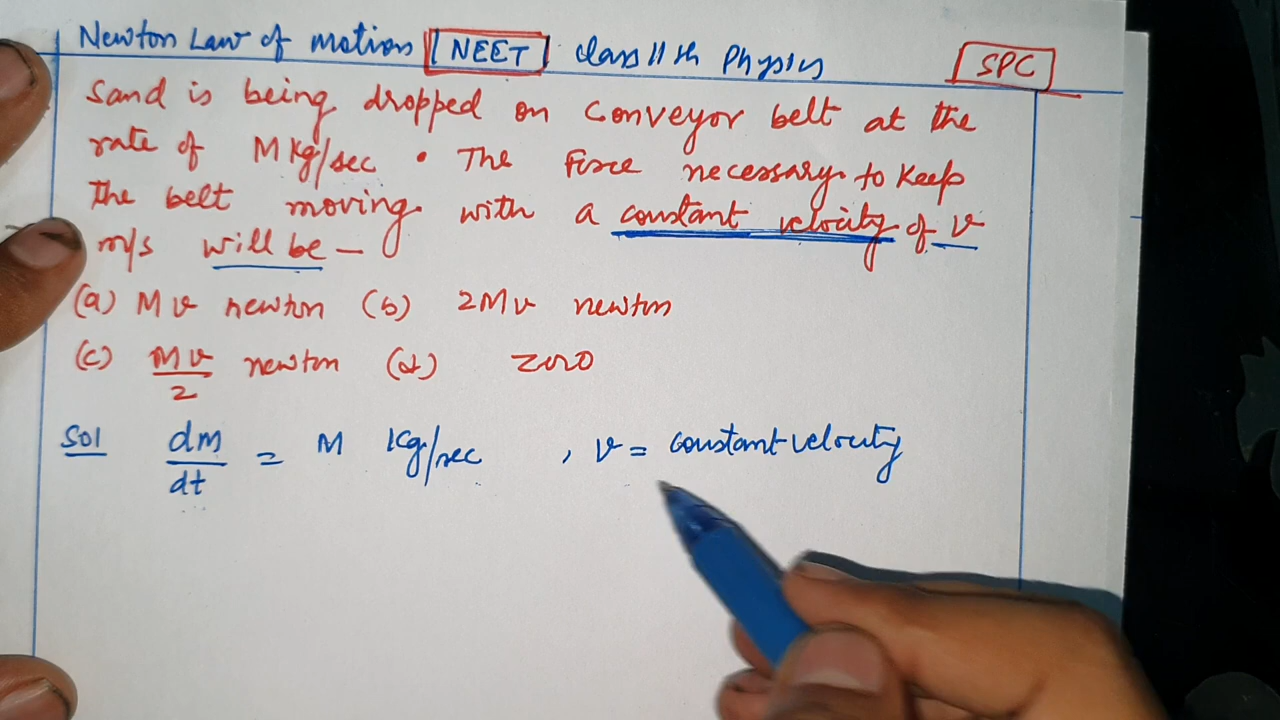 Newton Law of motion NEET class 11th Physics SPC
Sand is being dropped on conveyor belt at the
rate of M Kg/sec . The Force necessary to keep
the belt moving with a constant velocity of v
m/s will be —
(a) Mv newton (b) 2Mv newton
(c) Mv/2 newton (d) zero
Sol dM/dt = M Kg/sec , v = constant velocity